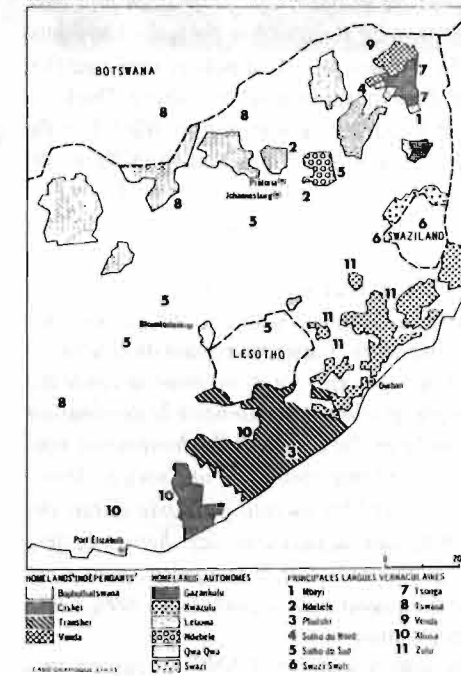 BOTSWANA
9
7
8
8
4
7
1
2
5
Pretoria
Johannesburg
8
2
5
6
6
SWAZILAND
11
11
5
5
11
5
11
LESOTHO
Durban
8
10
3
10
10
Port Élizabeth
HOMELANDS "INDÉPENDANTS"
Bophuthatswana
Ciskei
Transkei
Venda
HOMELANDS AUTONOMES
Gazankulu
Kwazulu
Lebowa
Ndebele
Qwa Qwa
Swazi
PRINCIPALES LANGUES VERNACULAIRES
1 Mbayi
2 Ndebele
3 Phuthi
4 Sotho du Nord
5 Sotho du Sud
6 Swazi Swati
7 Tsonga
8 Tswana
9 Venda
10 Xhosa
11 Zulu